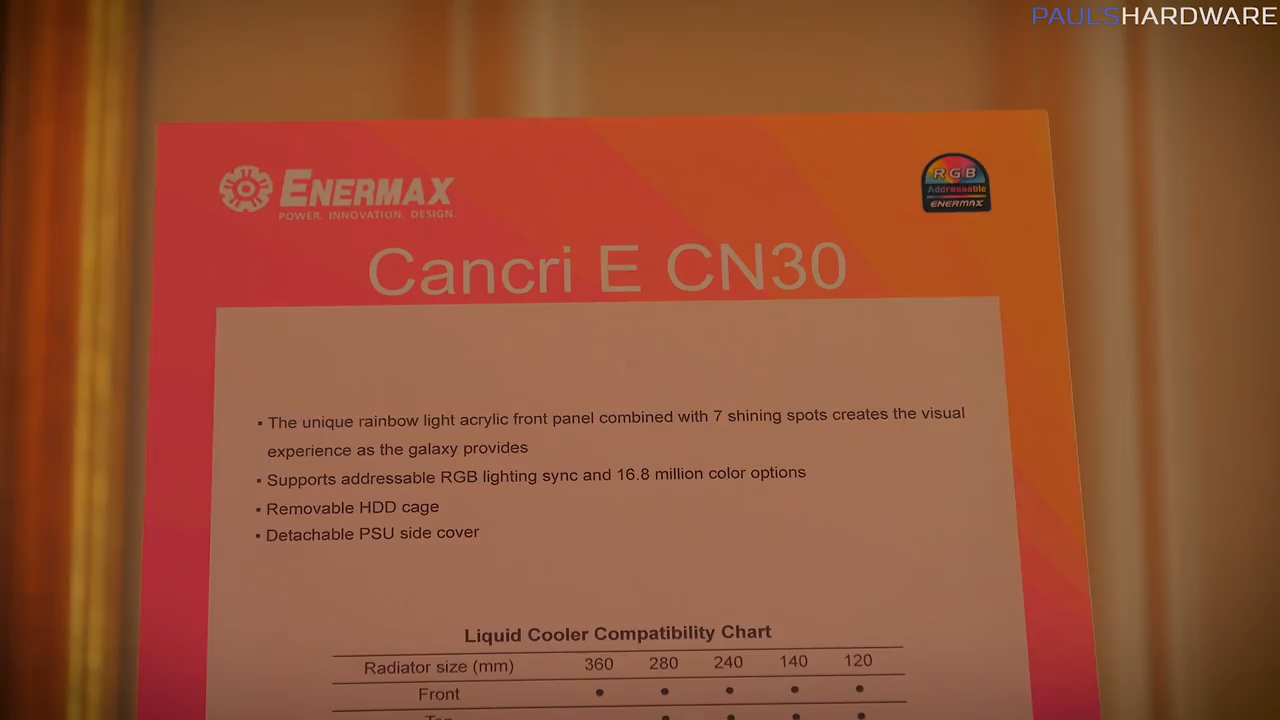 PAUL'SHARDWARE
ENERMAX
POWER. INNOVATION. DESIGN.
RGB
Addressable
ENERMAX
Cancri E CN30
▪ The unique rainbow light acrylic front panel combined with 7 shining spots creates the visual
experience as the galaxy provides
▪ Supports addressable RGB lighting sync and 16.8 million color options
▪ Removable HDD cage
▪ Detachable PSU side cover
Liquid Cooler Compatibility Chart
Radiator size (mm) 360 280 240 140 120
Front ● ● ● ● ●